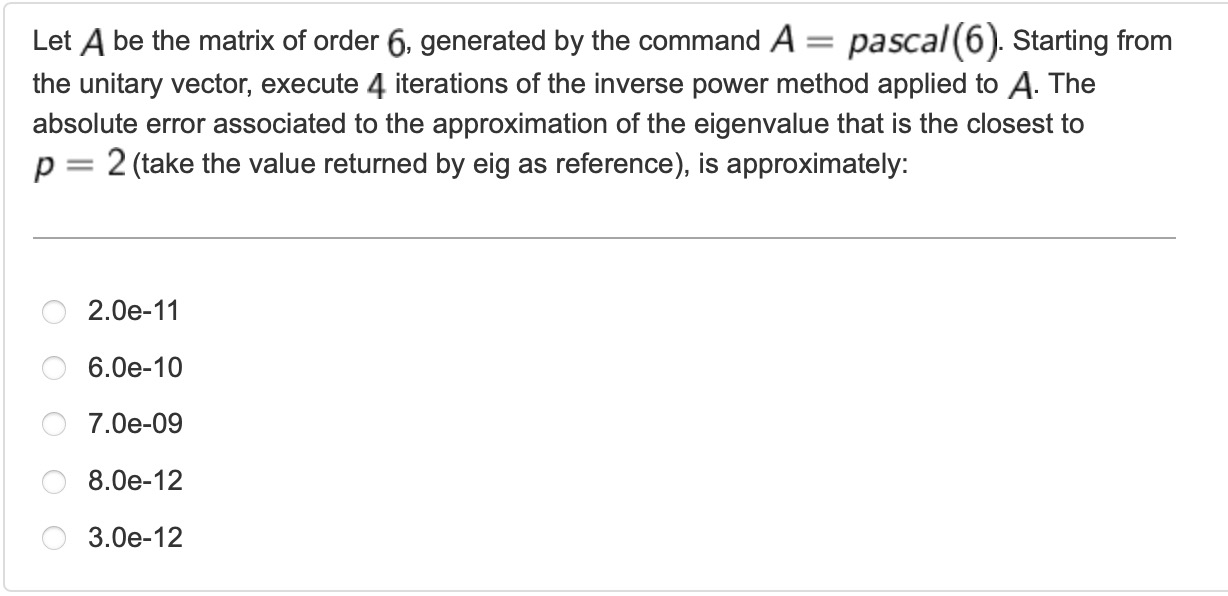 Let A be the matrix of order 6, generated by the command A = pascal(6). Starting from
the unitary vector, execute 4 iterations of the inverse power method applied to A. The
absolute error associated to the approximation of the eigenvalue that is the closest to
p = 2 (take the value returned by eig as reference), is approximately:
2.0e-11
6.0e-10
7.0e-09
8.0e-12
3.0e-12